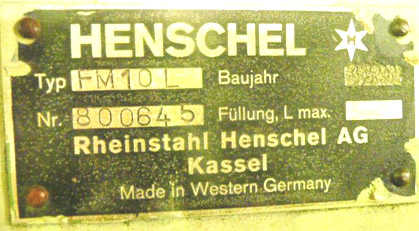 HENSCHEL
Typ FM10L Baujahr
Nr. 800645 Füllung, L max.
Rheinstahl Henschel AG
Kassel
Made in Western Germany